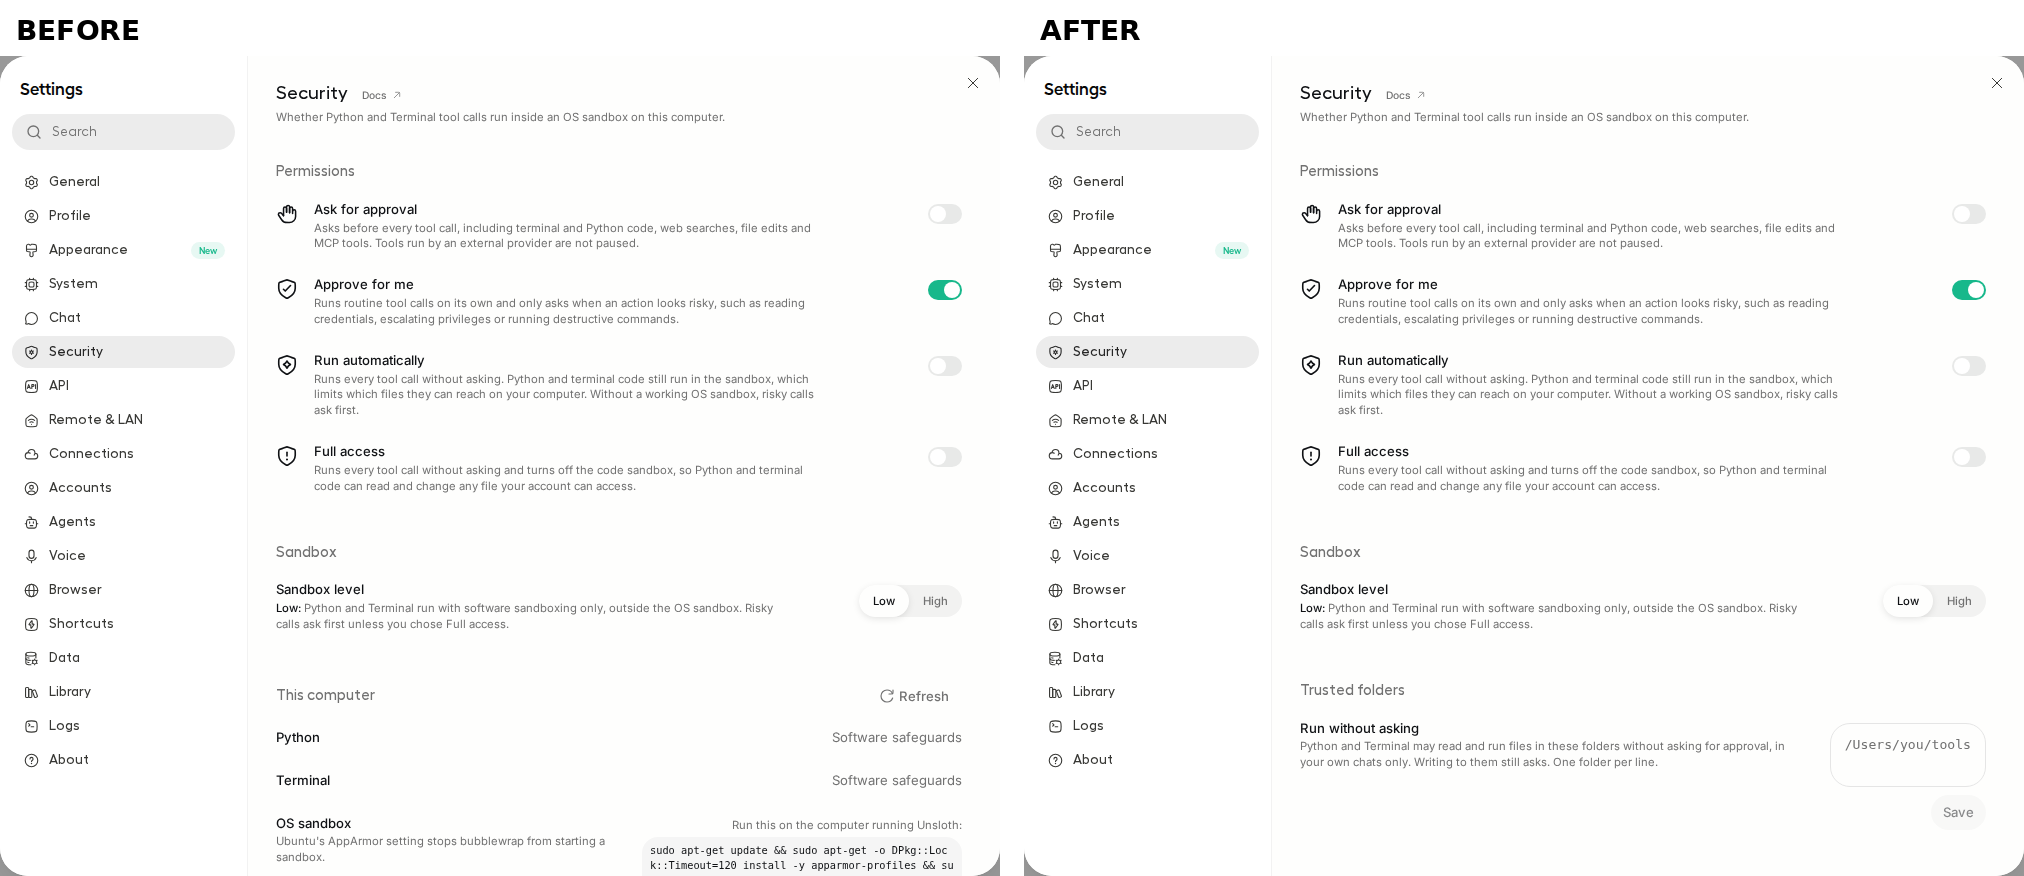 BEFORE
Settings
Search
General
Profile
Appearance New
System
Chat
Security
API
Remote & LAN
Connections
Accounts
Agents
Voice
Browser
Shortcuts
Data
Library
Logs
About
Security Docs
Whether Python and Terminal tool calls run inside an OS sandbox on this computer.
Permissions
Ask for approval
Asks before every tool call, including terminal and Python code, web searches, file edits and
MCP tools. Tools run by an external provider are not paused.
Approve for me
Runs routine tool calls on its own and only asks when an action looks risky, such as reading
credentials, escalating privileges or running destructive commands.
Run automatically
Runs every tool call without asking. Python and terminal code still run in the sandbox, which
limits which files they can reach on your computer. Without a working OS sandbox, risky calls
ask first.
Full access
Runs every tool call without asking and turns off the code sandbox, so Python and terminal
code can read and change any file your account can access.
Sandbox
Sandbox level
Low: Python and Terminal run with software sandboxing only, outside the OS sandbox. Risky
calls ask first unless you chose Full access.
Low High
This computer
Refresh
Python Software safeguards
Terminal Software safeguards
OS sandbox
Ubuntu's AppArmor setting stops bubblewrap from starting a
sandbox.
Run this on the computer running Unsloth:
sudo apt-get update && sudo apt-get -o DPkg::Loc
k::Timeout=120 install -y apparmor-profiles && su
AFTER
Settings
Search
General
Profile
Appearance New
System
Chat
Security
API
Remote & LAN
Connections
Accounts
Agents
Voice
Browser
Shortcuts
Data
Library
Logs
About
Security Docs
Whether Python and Terminal tool calls run inside an OS sandbox on this computer.
Permissions
Ask for approval
Asks before every tool call, including terminal and Python code, web searches, file edits and
MCP tools. Tools run by an external provider are not paused.
Approve for me
Runs routine tool calls on its own and only asks when an action looks risky, such as reading
credentials, escalating privileges or running destructive commands.
Run automatically
Runs every tool call without asking. Python and terminal code still run in the sandbox, which
limits which files they can reach on your computer. Without a working OS sandbox, risky calls
ask first.
Full access
Runs every tool call without asking and turns off the code sandbox, so Python and terminal
code can read and change any file your account can access.
Sandbox
Sandbox level
Low: Python and Terminal run with software sandboxing only, outside the OS sandbox. Risky
calls ask first unless you chose Full access.
Low High
Trusted folders
Run without asking
Python and Terminal may read and run files in these folders without asking for approval, in
your own chats only. Writing to them still asks. One folder per line.
/Users/you/tools
Save